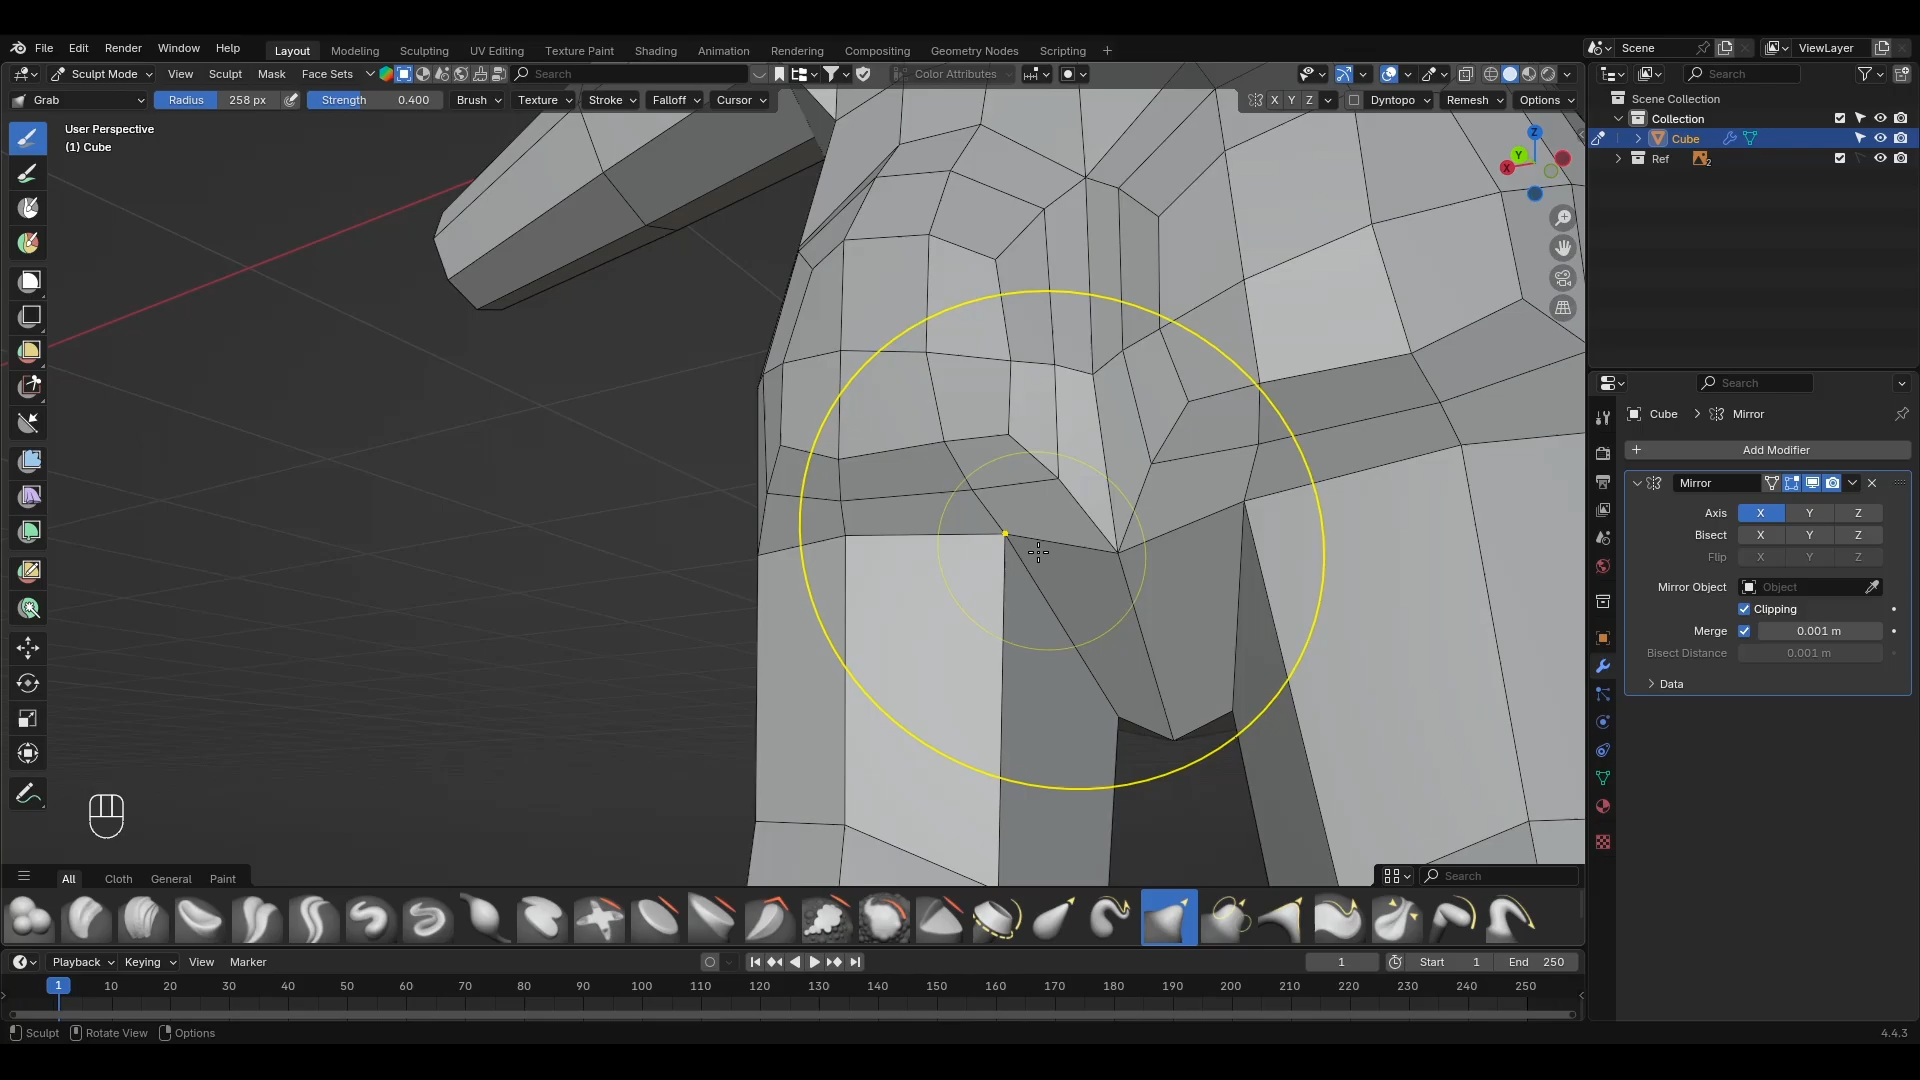 File Edit Render Window Help Layout Modeling Sculpting UV Editing Texture Paint Shading Animation Rendering Compositing Geometry Nodes Scripting + Scene ViewLayer
Sculpt Mode View Sculpt Mask Face Sets Search Color Attributes Search
Grab Radius 258 px Strength 0.400 Brush Texture Stroke Falloff Cursor X Y Z Dyntopo Remesh Options
Scene Collection
Collection
Cube
Ref 2
User Perspective
(1) Cube
Z
Y
X
Search
Cube > Mirror
+ Add Modifier
Mirror
Axis X Y Z
Bisect X Y Z
Flip X Y Z
Mirror Object Object
Clipping
Merge 0.001 m
Bisect Distance 0.001 m
Data
All Cloth General Paint Search
Playback Keying View Marker 1 Start 1 End 250
1 10 20 30 40 50 60 70 80 90 100 110 120 130 140 150 160 170 180 190 200 210 220 230 240 250
Sculpt Rotate View Options 4.4.3